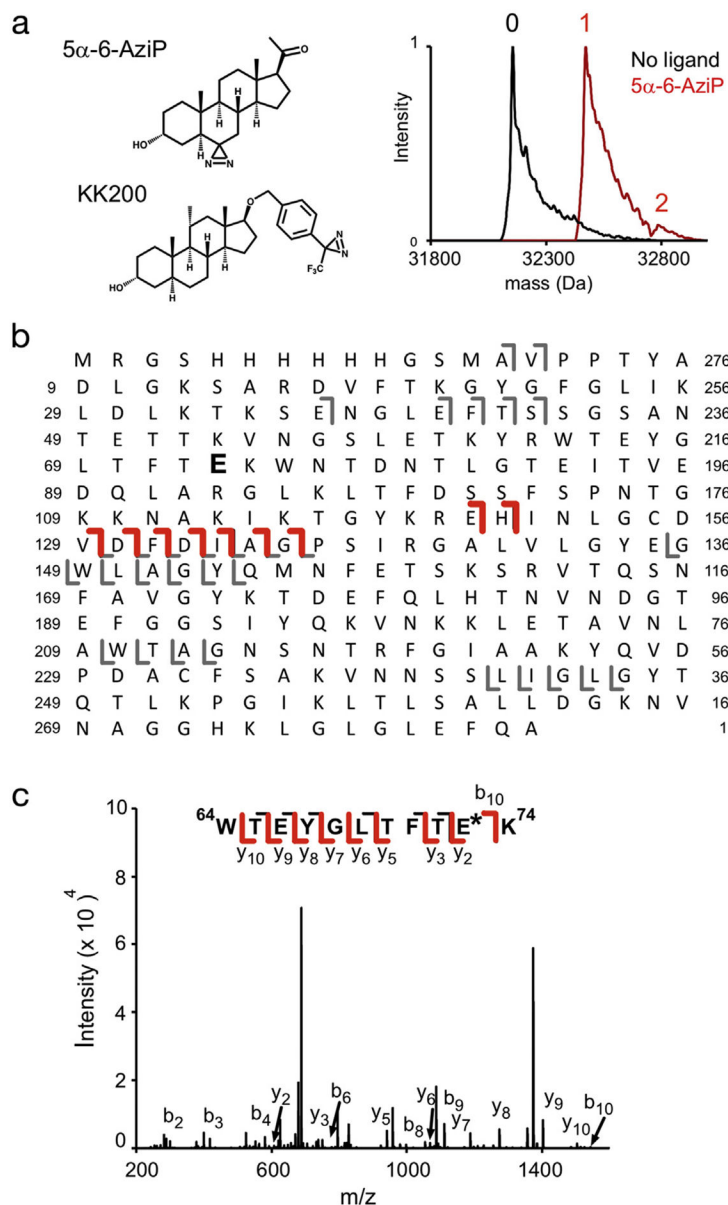 a
5α-6-AziP
O
H
H
H
HO
H
N=N
KK200
O
H
H
H
HO
H
F₃C
N
N
0
1
2
No ligand
5α-6-AziP
Intensity
1
0
31800 32300 32800
mass (Da)
b
M R G S H H H H H H G S M A V P P T Y A 276
9 D L G K S A R D V F T K G Y G F G L I K 256
29 L D L K T K S E N G L E F T S S G S A N 236
49 T E T T K V N G S L E T K Y R W T E Y G 216
69 L T F T E K W N T D N T L G T E I T V E 196
89 D Q L A R G L K L T F D S S F S P N T G 176
109 K K N A K I K T G Y K R E H I N L G C D 156
129 V D F D I A G P S I R G A L V L G Y E G 136
149 W L A G Y Q M N F E T S K S R V T Q S N 116
169 F A V G Y K T D E F Q L H T N V N D G T 96
189 E F G G S I Y Q K V N K K L E T A V N L 76
209 A W T A G N S N T R F G I A A K Y Q V D 56
229 P D A C F S A K V N N S S L I G L G Y T 36
249 Q T L K P G I K L T L S A L L D G K N V 16
269 N A G G H K L G L G L E F Q A 1
c
b₁₀
⁶⁴W T E Y G L T F T E* K⁷⁴
y₁₀ y₉ y₈ y₇ y₆ y₅ y₃ y₂
Intensity (x 10⁴)
10
8
6
4
2
0
b₂ b₃ b₄ y₂ y₃ b₆ y₅ b₈ y₆ b₉ y₇ y₈ y₉ y₁₀ b₁₀
200 600 1000 1400
m/z